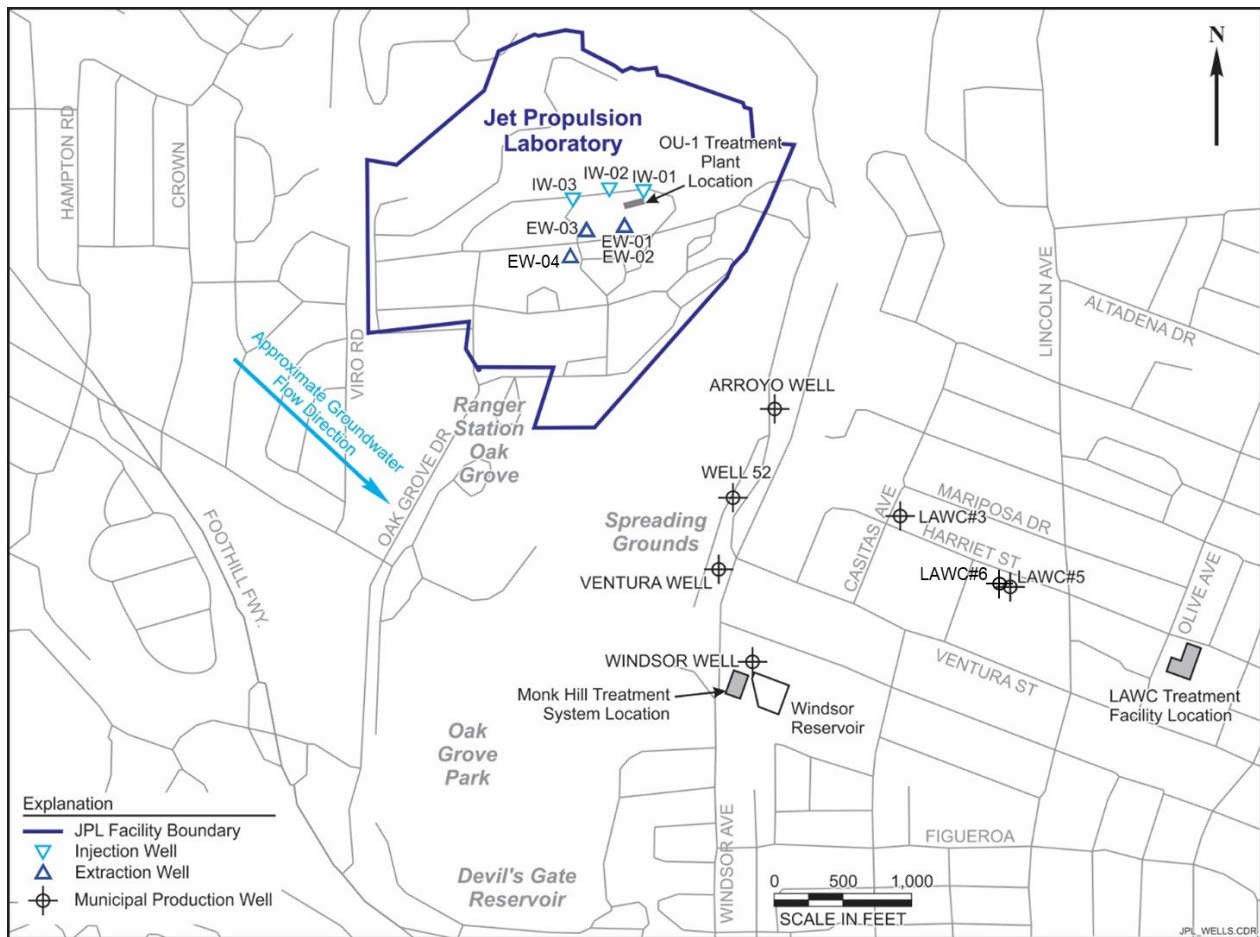 N
Jet Propulsion
Laboratory
OU-1 Treatment
Plant
Location
IW-03
IW-02
IW-01
EW-03
EW-01
EW-02
EW-04
HAMPTON RD
CROWN
VIRO RD
LINCOLN AVE
ALTADENA DR
Approximate Groundwater
Flow Direction
Ranger
Station
Oak
Grove
OAK GROVE DR
FOOTHILL FWY.
ARROYO WELL
WELL 52
Spreading
Grounds
VENTURA WELL
CASITAS AVE
MARIPOSA DR
LAWC#3
HARRIET ST
LAWC#6
LAWC#5
OLIVE AVE
VENTURA ST
WINDSOR WELL
Monk Hill Treatment
System Location
Windsor
Reservoir
LAWC Treatment
Facility Location
Oak
Grove
Park
Devil's Gate
Reservoir
WINDSOR AVE
FIGUEROA
Explanation
JPL Facility Boundary
Injection Well
Extraction Well
Municipal Production Well
0 500 1,000
SCALE IN FEET
JPL_WELLS.CDR